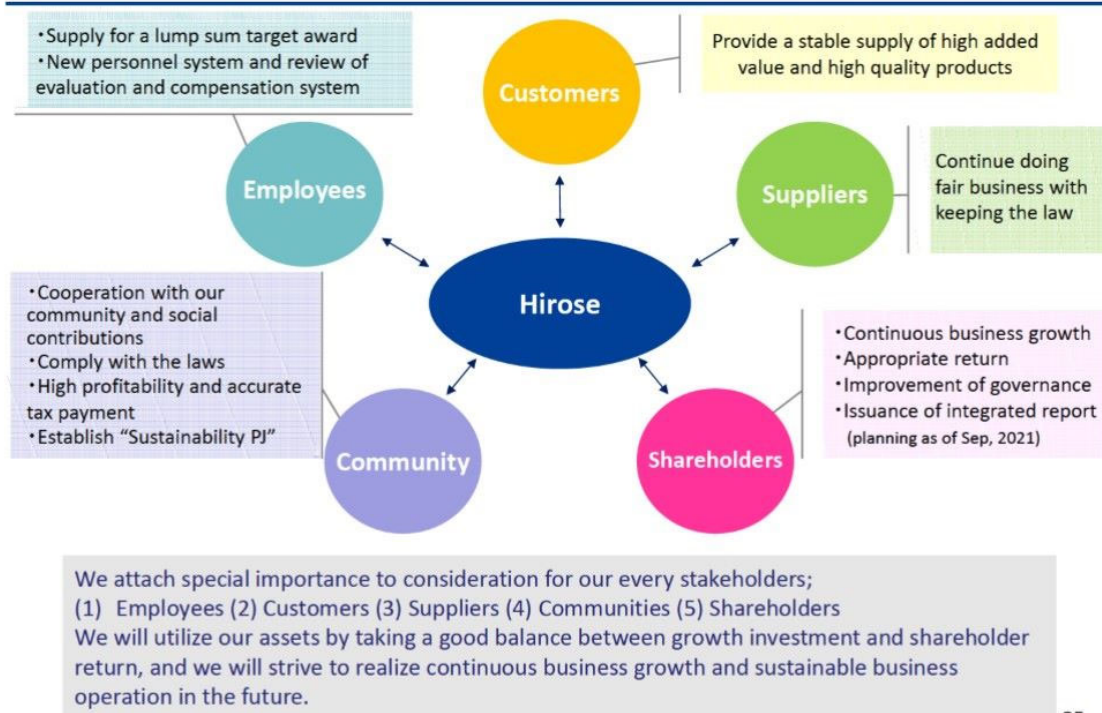 ・Supply for a lump sum target award
・New personnel system and review of
evaluation and compensation system
Customers
Provide a stable supply of high added
value and high quality products
Employees
Suppliers
Continue doing
fair business with
keeping the law
Hirose
・Cooperation with our
community and social
contributions
・Comply with the laws
・High profitability and accurate
tax payment
・Establish “Sustainability PJ”
Community
Shareholders
・Continuous business growth
・Appropriate return
・Improvement of governance
・Issuance of integrated report
(planning as of Sep, 2021)
We attach special importance to consideration for our every stakeholders;
(1) Employees (2) Customers (3) Suppliers (4) Communities (5) Shareholders
We will utilize our assets by taking a good balance between growth investment and shareholder
return, and we will strive to realize continuous business growth and sustainable business
operation in the future.